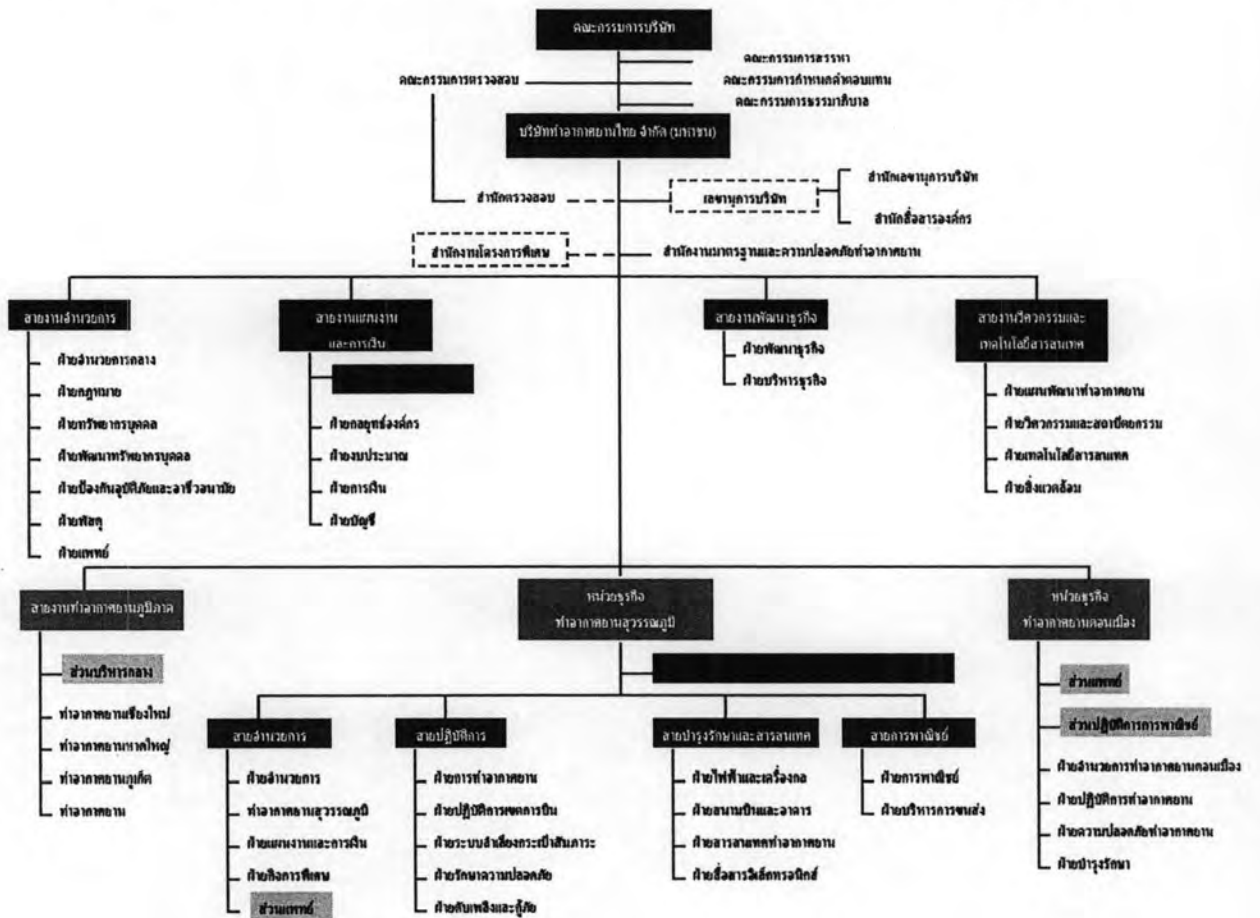 คณะกรรมการบริษัท
คณะกรรมการสรรหา
คณะกรรมการตรวจสอบ
คณะกรรมการกำหนดค่าตอบแทน
คณะกรรมการธรรมาภิบาล
บริษัทท่าอากาศยานไทย จำกัด (มหาชน)
สำนักตรวจสอบ
เลขานุการบริษัท
สำนักเลขานุการบริษัท
สำนักสื่อสารองค์กร
สำนักงานโครงการพิเศษ
สำนักงานมาตรฐานและความปลอดภัยท่าอากาศยาน
สายงานอำนวยการ
ฝ่ายอำนวยการกลาง
ฝ่ายกฎหมาย
ฝ่ายทรัพยากรบุคคล
ฝ่ายพัฒนาทรัพยากรบุคคล
ฝ่ายป้องกันอุบัติภัยและอาชีวอนามัย
ฝ่ายพัสดุ
ฝ่ายแพทย์
สายงานแผนงาน
และการเงิน
ฝ่ายกลยุทธ์องค์กร
ฝ่ายงบประมาณ
ฝ่ายการเงิน
ฝ่ายบัญชี
สายงานพัฒนาธุรกิจ
ฝ่ายพัฒนาธุรกิจ
ฝ่ายบริหารธุรกิจ
สายงานวิศวกรรมและ
เทคโนโลยีสารสนเทศ
ฝ่ายแผนพัฒนาท่าอากาศยาน
ฝ่ายวิศวกรรมและสถาปัตยกรรม
ฝ่ายเทคโนโลยีสารสนเทศ
ฝ่ายสิ่งแวดล้อม
สายงานท่าอากาศยานภูมิภาค
ส่วนบริหารกลาง
ท่าอากาศยานเชียงใหม่
ท่าอากาศยานหาดใหญ่
ท่าอากาศยานภูเก็ต
ท่าอากาศยาน
หน่วยธุรกิจ
ท่าอากาศยานสุวรรณภูมิ
สายอำนวยการ
ฝ่ายอำนวยการ
ท่าอากาศยานสุวรรณภูมิ
ฝ่ายแผนงานและการเงิน
ฝ่ายกิจการพิเศษ
ส่วนแพทย์
สายปฏิบัติการ
ฝ่ายการท่าอากาศยาน
ฝ่ายปฏิบัติการเขตการบิน
ฝ่ายระบบลำเลียงกระเป๋าสัมภาระ
ฝ่ายรักษาความปลอดภัย
ฝ่ายดับเพลิงและกู้ภัย
สายบำรุงรักษาและสารสนเทศ
ฝ่ายไฟฟ้าและเครื่องกล
ฝ่ายสนามบินและอาคาร
ฝ่ายสารสนเทศท่าอากาศยาน
ฝ่ายสื่อสารอิเล็กทรอนิกส์
สายการพาณิชย์
ฝ่ายการพาณิชย์
ฝ่ายบริหารการขนส่ง
หน่วยธุรกิจ
ท่าอากาศยานดอนเมือง
ส่วนแพทย์
ส่วนปฏิบัติการการพาณิชย์
ฝ่ายอำนวยการท่าอากาศยานดอนเมือง
ฝ่ายปฏิบัติการท่าอากาศยาน
ฝ่ายความปลอดภัยท่าอากาศยาน
ฝ่ายบำรุงรักษา